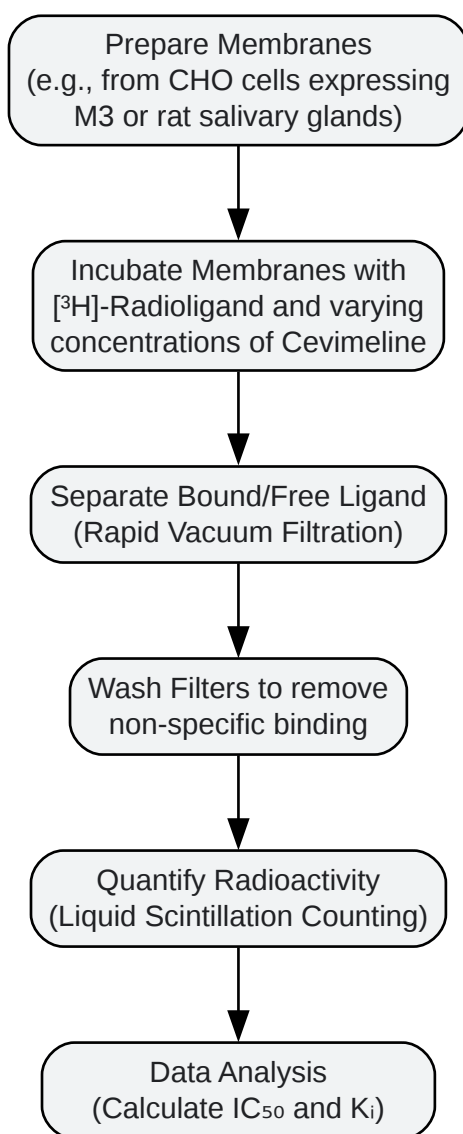 Prepare Membranes
(e.g., from CHO cells expressing
M3 or rat salivary glands)
Incubate Membranes with
[³H]-Radioligand and varying
concentrations of Cevimeline
Separate Bound/Free Ligand
(Rapid Vacuum Filtration)
Wash Filters to remove
non-specific binding
Quantify Radioactivity
(Liquid Scintillation Counting)
Data Analysis
(Calculate IC₅₀ and Kᵢ)